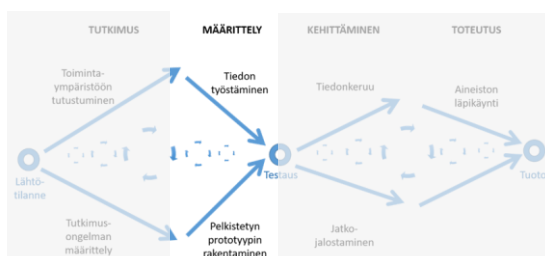 TUTKIMUS
MÄÄRITTELY
KEHITTÄMINEN
TOTEUTUS
Toiminta-
ympäristöön
tutustuminen
Tiedon
työstäminen
Tiedonkeruu
Aineiston
läpikäynti
Lähtö-
tilanne
Testaus
Tuotos
Tutkimus-
ongelman
määrittely
Pelkistetyn
prototyypin
rakentaminen
Jatko-
jalostaminen